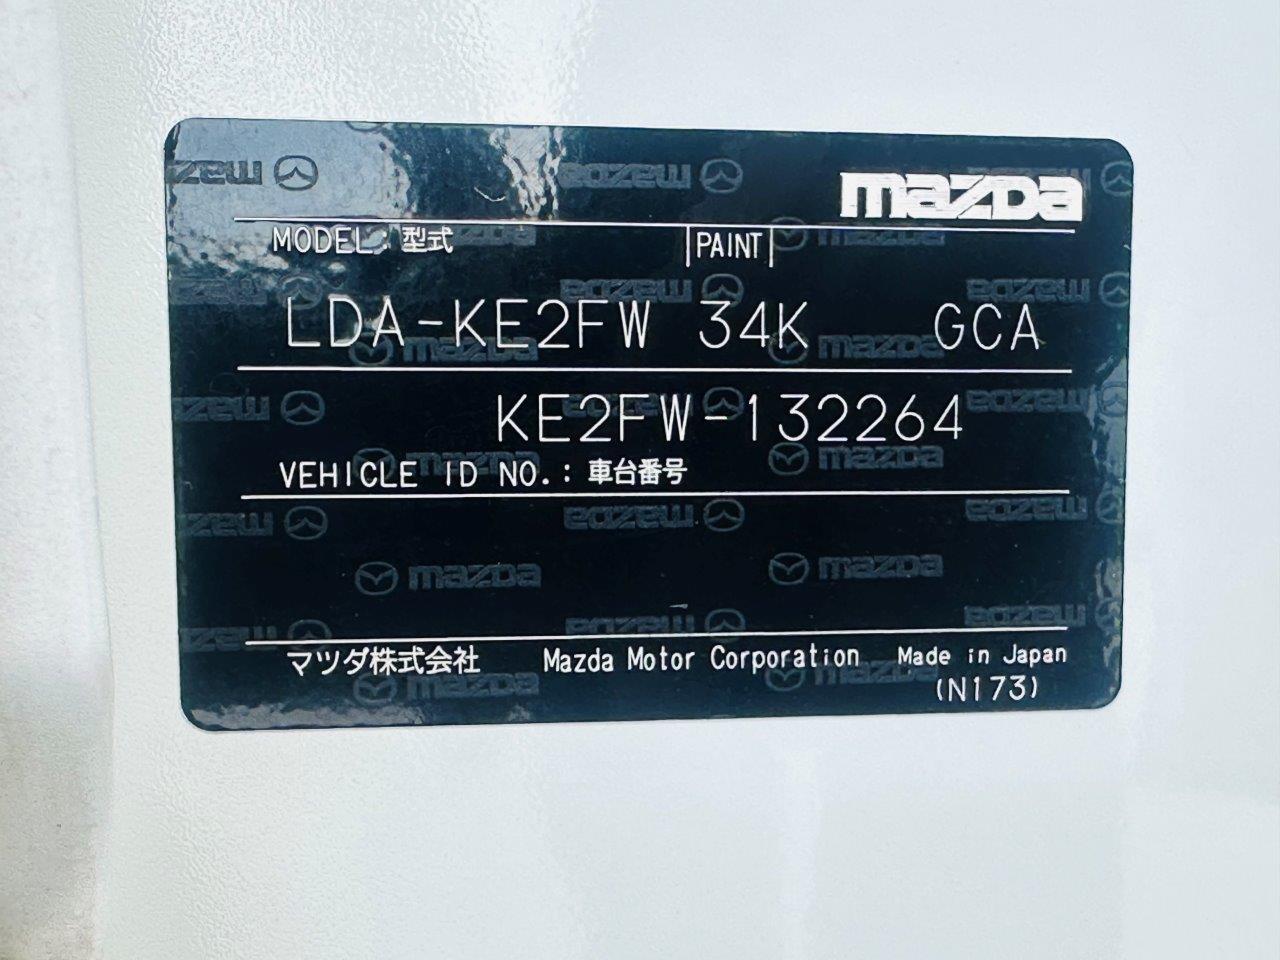 mazda
MODEL: 型式 PAINT
LDA-KE2FW 34K GCA
KE2FW-132264
VEHICLE ID NO.: 車台番号
マツダ株式会社 Mazda Motor Corporation Made in Japan
(N173)